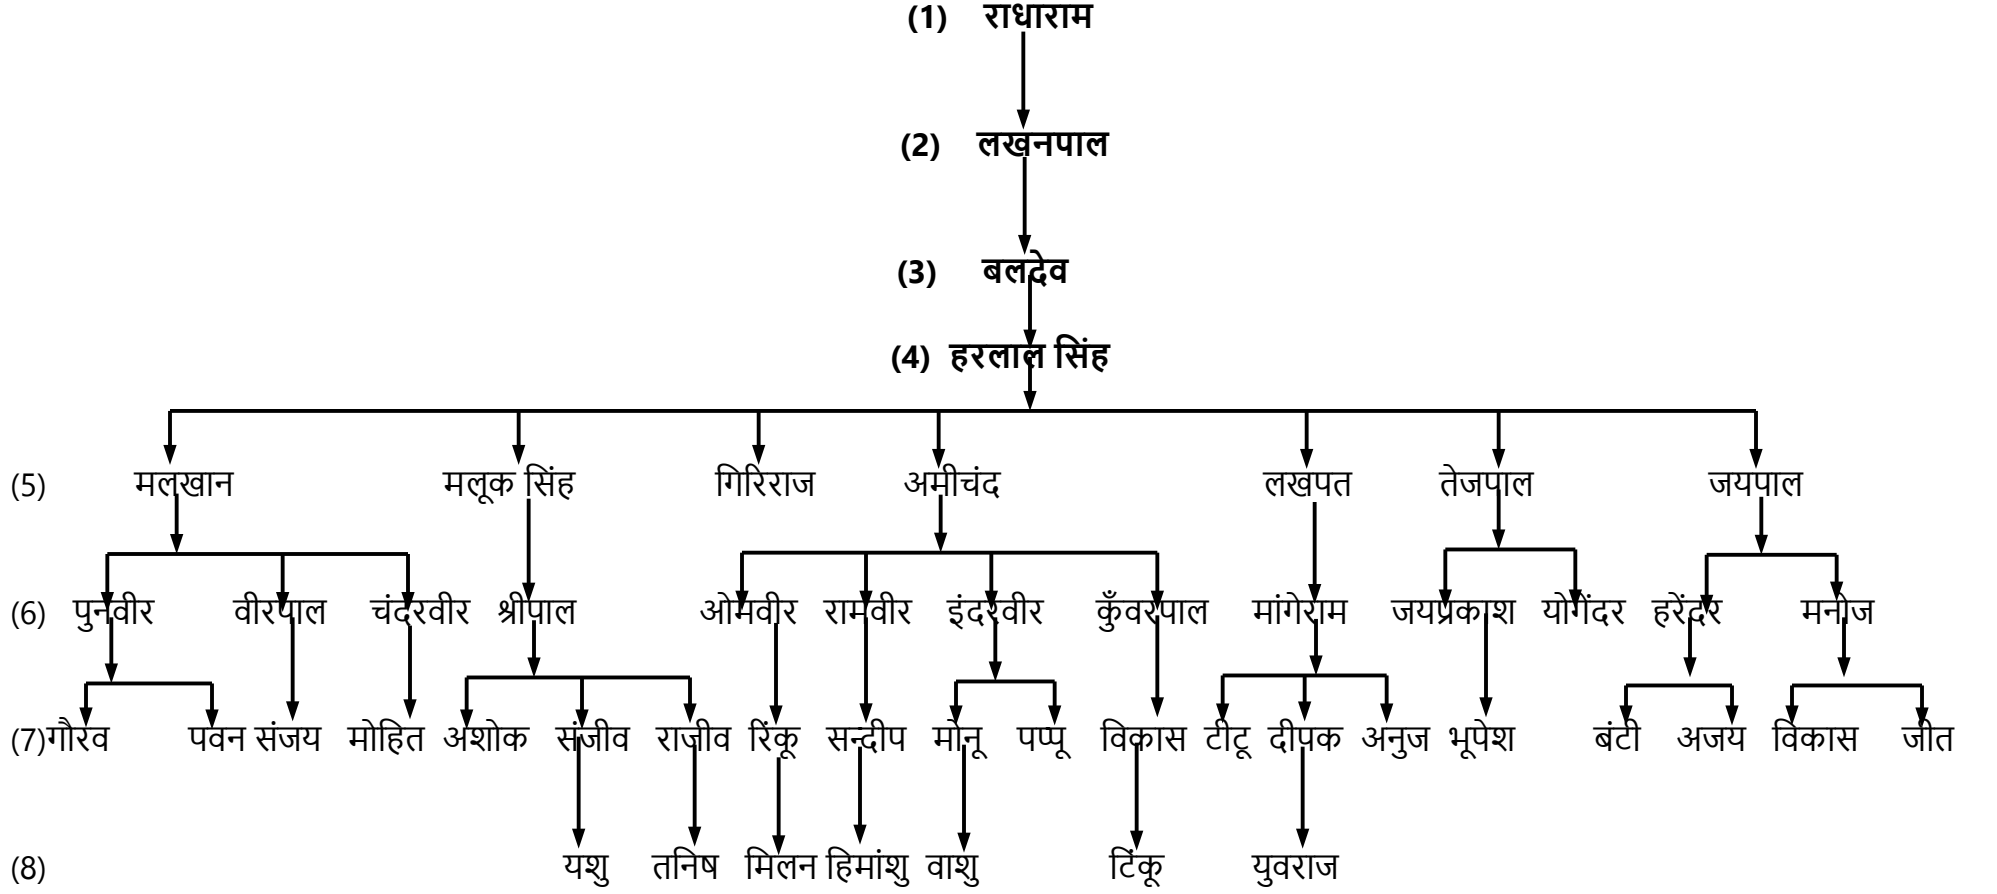 (1) राधाराम
(2) लखनपाल
(3) बलदेव
(4) हरलाल सिंह
(5) मलखान मलूक सिंह गिरिराज अमीचंद लखपत तेजपाल जयपाल
(6) पुनवीर वीरपाल चंदरवीर श्रीपाल ओमवीर रामवीर इंदरवीर कुँवरपाल मांगेराम जयप्रकाश योगेंदर हरेंदर मनोज
(7)गौरव पवन संजय मोहित अशोक संजीव राजीव रिंकू सन्दीप मोनू पप्पू विकास टीटू दीपक अनुज भूपेश बंटी अजय विकास जीत
(8) यशु तनिष मिलन हिमांशु वाशु टिंकू युवराज